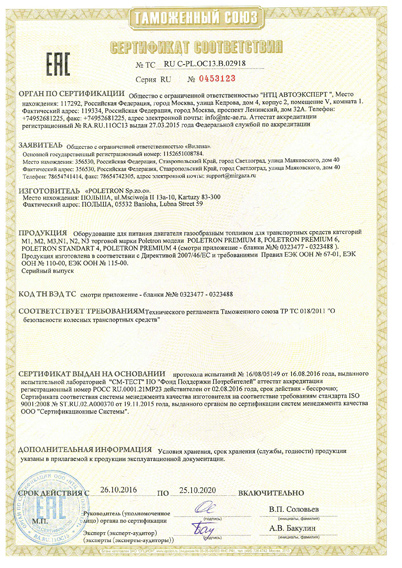 ТАМОЖЕННЫЙ СОЮЗ
СЕРТИФИКАТ СООТВЕТСТВИЯ
ЕАС
№ ТС RU C-PL.OC13.B.02918
Серия RU № 0453123
ОРГАН ПО СЕРТИФИКАЦИИ Общество с ограниченной ответственностью "НТЦ АВТОЭКСПЕРТ", Место
нахождения: 117292, Российская Федерация, город Москва, улица Кедрова, дом 4, корпус 2, помещение V, комната 1.
Фактический адрес: 119334, Российская Федерация, город Москва, проспект Ленинский, дом 32А. Телефон:
+74952681225, факс: +74952681225, адрес электронной почты: info@ntc-ae.ru. Аттестат аккредитации
регистрационный № RA.RU.11OC13 выдан 27.03.2015 года Федеральной службой по аккредитации
ЗАЯВИТЕЛЬ Общество с ограниченной ответственностью
Основной государственный регистрационный номер: 1152651008784.
Место нахождения: 356530, Российская Федерация, Ставропольский Край, город Светлоград, улица Маяковского, дом 40
Фактический адрес: 356530, Российская Федерация, Ставропольский Край, город Светлоград, улица Маяковского, дом 40
Телефон: 78654741414, факс: 78654742305, адрес электронной почты: support@mirgaza.ru
ИЗГОТОВИТЕЛЬ «POLETRON Sp.zo.o».
Место нахождения: ПОЛЬША, ul.Msciwoja II 13a-10, Kartuzy 83-300
Фактический адрес: ПОЛЬША, 05532 Baniocha, Lubna Street 59
ПРОДУКЦИЯ Оборудование для питания двигателя газообразным топливом для транспортных средств категорий
M1, M2, M3,N1, N2, N3 торговой марки Poletron модели POLETRON PREMIUM 8, POLETRON PREMIUM 6,
POLETRON STANDART 4, POLETRON PREMIUM 4 (смотри приложение - бланки №№ 0323477 - 0323488).
Продукция изготовлена в соответствии с Директивой 2007/46/ЕС и требованиями Правил ЕЭК ООН № 67-01, ЕЭК
ООН № 110-00, ЕЭК ООН № 115-00.
Серийный выпуск
КОД ТН ВЭД ТС смотри приложение - бланки №№ 0323477 - 0323488
СООТВЕТСТВУЕТ ТРЕБОВАНИЯМ Технического регламента Таможенного союза ТР ТС 018/2011 "О
безопасности колесных транспортных средств"
СЕРТИФИКАТ ВЫДАН НА ОСНОВАНИИ протокола испытаний № 16/08/05149 от 02.08.2016 года, выданного
испытательной лабораторией "СМ-ТЕСТ" ПО "Фонд Поддержки Потребителей" аттестат аккредитации
регистрационный номер РОСС RU.0001.21MP23 действителен от 02.08.2016 года, срок действия - бессрочно;
Сертификата соответствия системы менеджмента качества изготовителя на соответствие требованиям стандарта ISO
9001:2008 № ST.RU.02.A000370 от 19.11.2015 года, выданного органом по сертификации систем менеджмента качества
ООО "Сертификационные Системы".
ДОПОЛНИТЕЛЬНАЯ ИНФОРМАЦИЯ Условия хранения, срок хранения (службы, годности) продукции
указаны в прилагаемой к продукции эксплуатационной документации.
СРОК ДЕЙСТВИЯ С 26.10.2016 ПО 25.10.2020 ВКЛЮЧИТЕЛЬНО
М.П.
Руководитель (уполномоченное лицо) органа по сертификации В.П. Соловьев
Эксперт (эксперт-аудитор) (эксперты (эксперты-аудиторы)) А.В. Бакулин